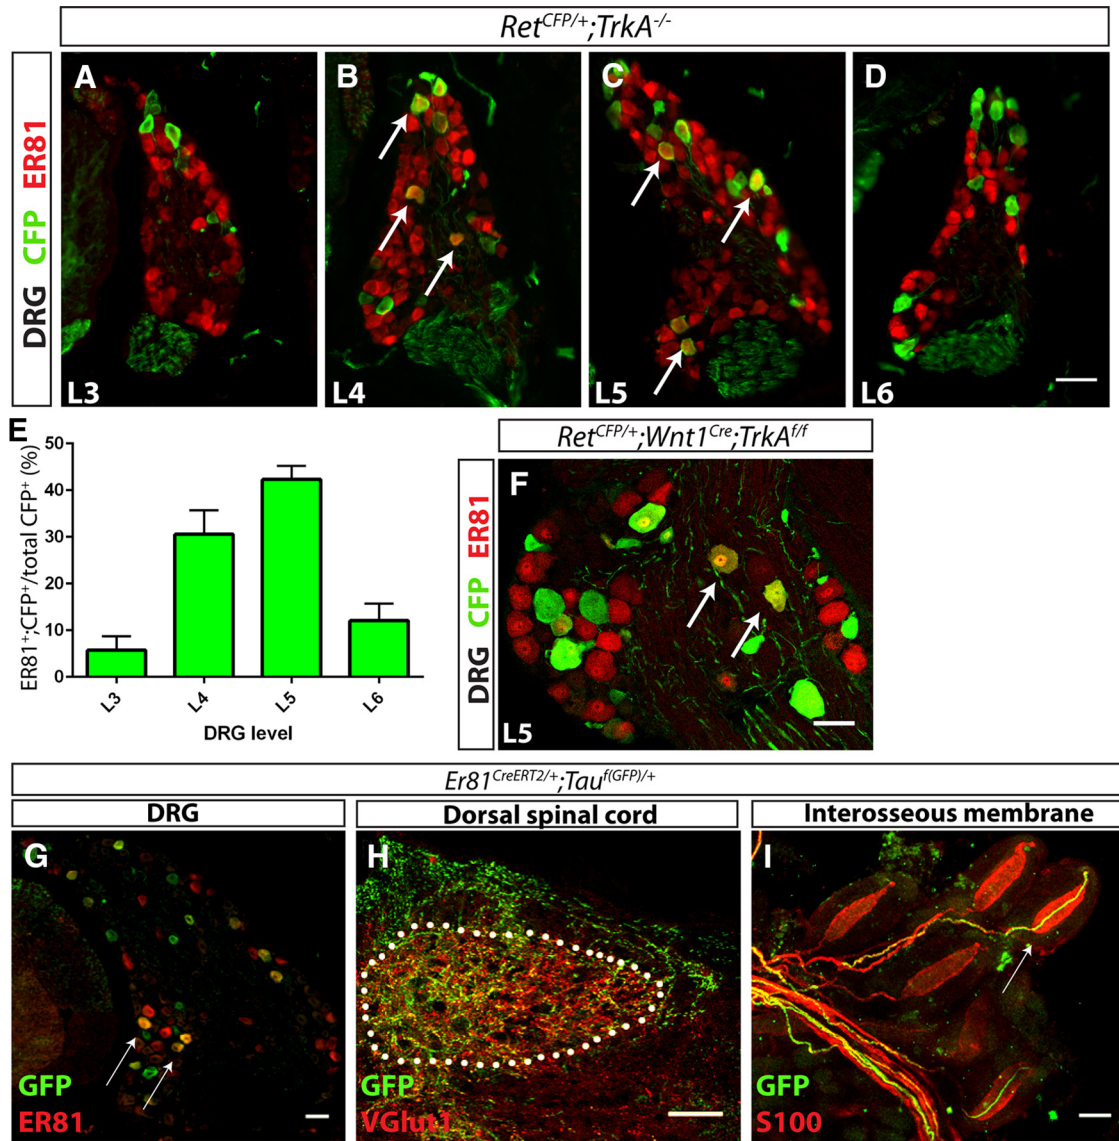 Ret^CFP/+;TrkA^-/-
DRG CFP ER81
A
B
C
D
L3
L4
L5
L6
E
ER81+;CFP+/total CFP+ (%)
50
40
30
20
10
0
L3
L4
L5
L6
DRG level
Ret^CFP/+;Wnt1^Cre;TrkA^f/f
DRG CFP ER81
F
L5
Er81^CreERT2/+;Tau^f(GFP)/+
DRG
Dorsal spinal cord
Interosseous membrane
G
H
I
GFP
ER81
GFP
VGlut1
GFP
S100